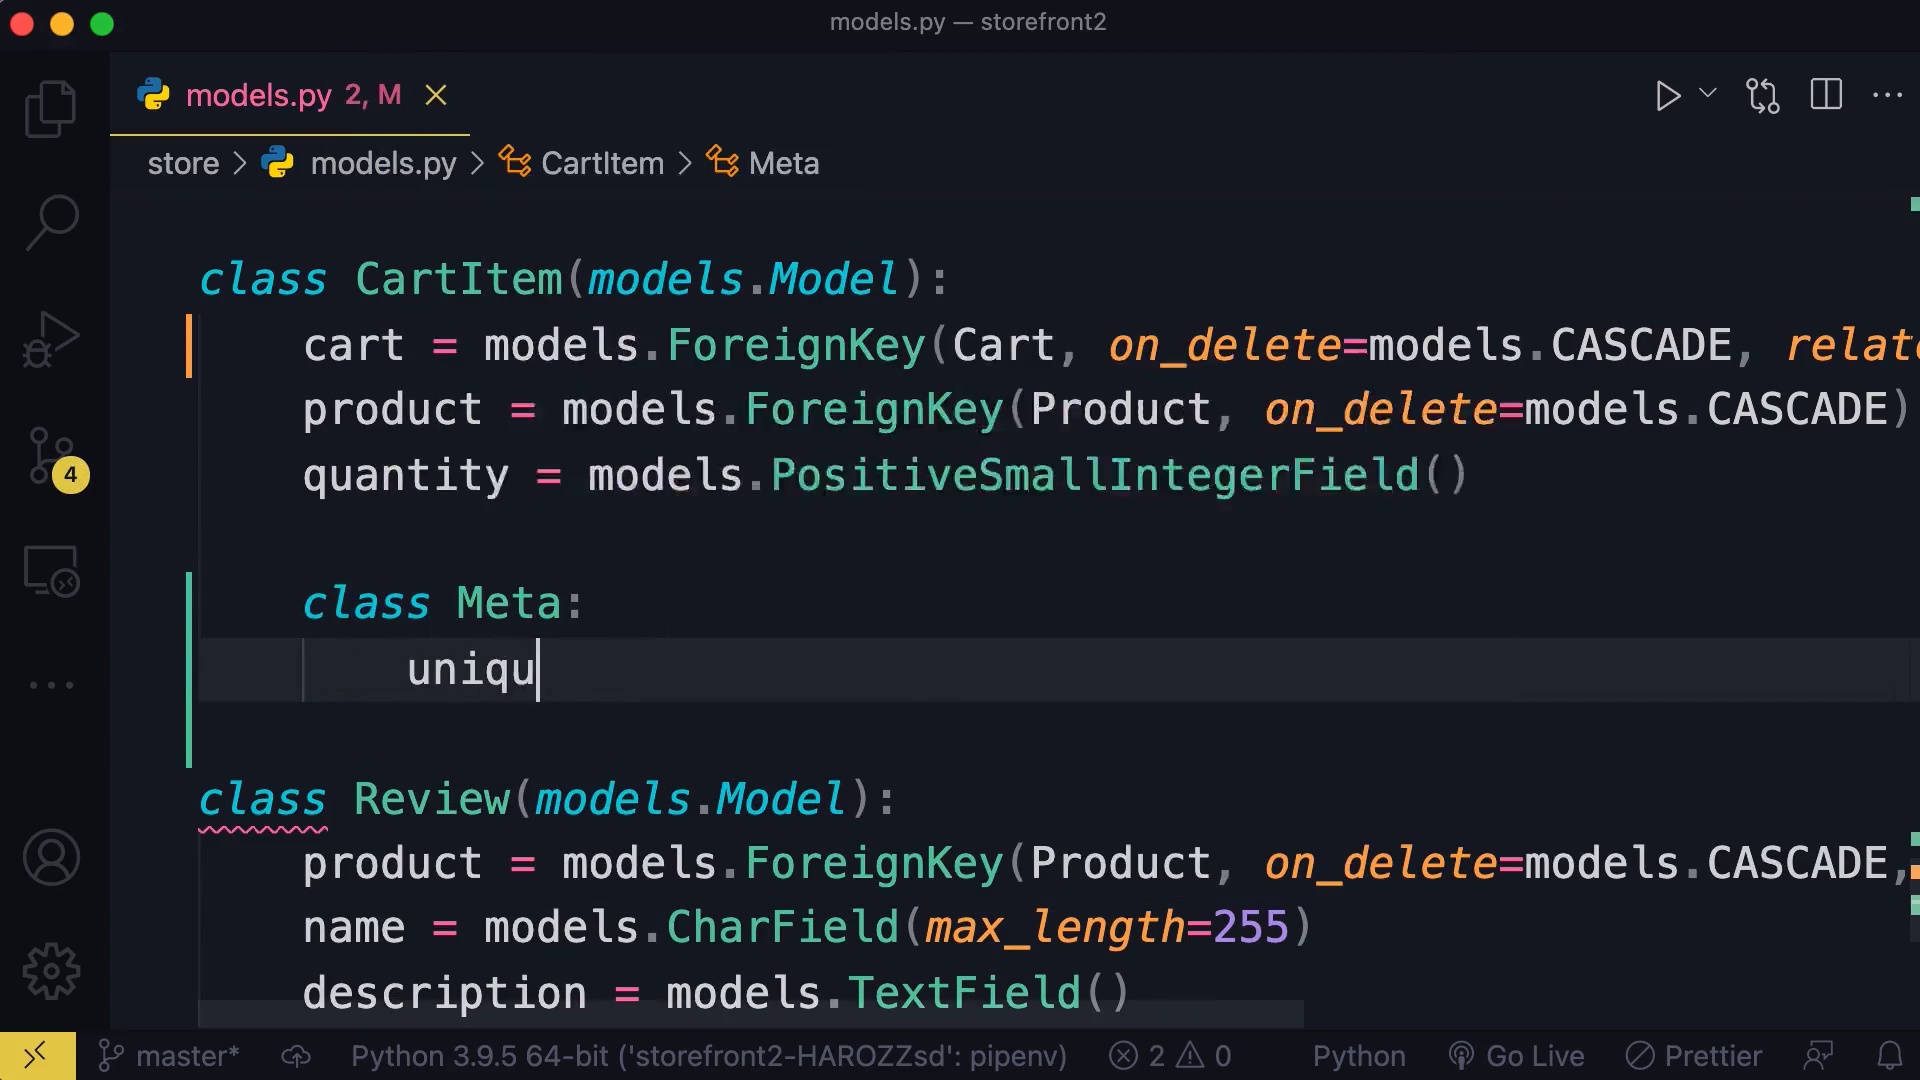 models.py — storefront2
models.py 2, M
store > models.py > CartItem > Meta
class CartItem(models.Model):
cart = models.ForeignKey(Cart, on_delete=models.CASCADE, relat
product = models.ForeignKey(Product, on_delete=models.CASCADE)
quantity = models.PositiveSmallIntegerField()
class Meta:
uniqu
4
class Review(models.Model):
product = models.ForeignKey(Product, on_delete=models.CASCADE,
name = models.CharField(max_length=255)
description = models.TextField()
master* Python 3.9.5 64-bit ('storefront2-HAROZZsd': pipenv) 2 0 Python Go Live Prettier